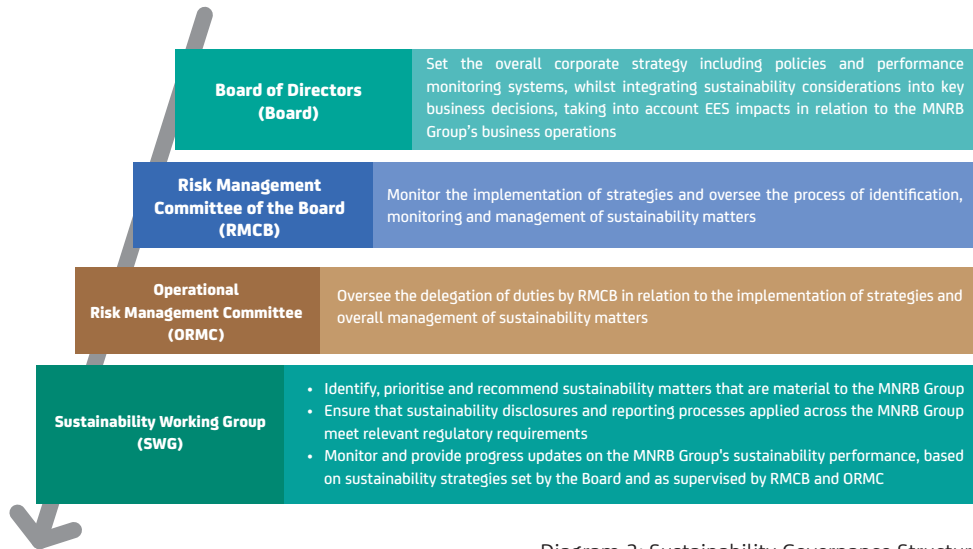 Board of Directors
(Board)
Set the overall corporate strategy including policies and performance
monitoring systems, whilst integrating sustainability considerations into key
business decisions, taking into account EES impacts in relation to the MNRB
Group's business operations
Risk Management
Committee of the Board
(RMCB)
Monitor the implementation of strategies and oversee the process of identification,
monitoring and management of sustainability matters
Operational
Risk Management Committee
(ORMC)
Oversee the delegation of duties by RMCB in relation to the implementation of strategies and
overall management of sustainability matters
Sustainability Working Group
(SWG)
• Identify, prioritise and recommend sustainability matters that are material to the MNRB Group
• Ensure that sustainability disclosures and reporting processes applied across the MNRB Group
meet relevant regulatory requirements
• Monitor and provide progress updates on the MNRB Group's sustainability performance, based
on sustainability strategies set by the Board and as supervised by RMCB and ORMC